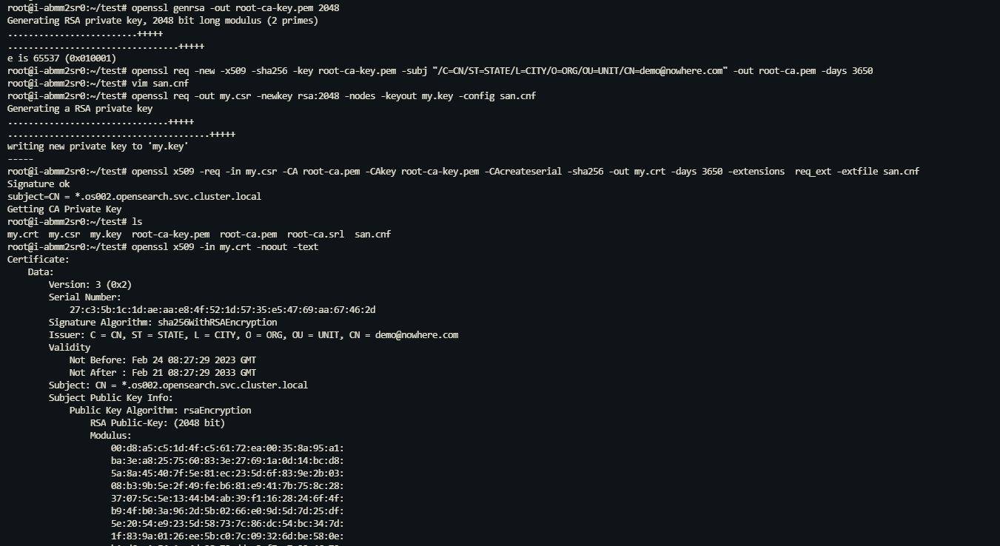 root@i-abmm2sr0:~/test# openssl genrsa -out root-ca-key.pem 2048
Generating RSA private key, 2048 bit long modulus (2 primes)
.........................+++++
.................................+++++
e is 65537 (0x010001)
root@i-abmm2sr0:~/test# openssl req -new -x509 -sha256 -key root-ca-key.pem -subj "/C=CN/ST=STATE/L=CITY/O=ORG/OU=UNIT/CN=demo@nowhere.com" -out root-ca.pem -days 3650
root@i-abmm2sr0:~/test# vim san.cnf
root@i-abmm2sr0:~/test# openssl req -out my.csr -newkey rsa:2048 -nodes -keyout my.key -config san.cnf
Generating a RSA private key
...............................+++++
.......................................+++++
writing new private key to 'my.key'
-----
root@i-abmm2sr0:~/test# openssl x509 -req -in my.csr -CA root-ca.pem -CAkey root-ca-key.pem -CAcreateserial -sha256 -out my.crt -days 3650 -extensions  req_ext -extfile san.cnf
Signature ok
subject=CN = *.os002.opensearch.svc.cluster.local
Getting CA Private Key
root@i-abmm2sr0:~/test# ls
my.crt  my.csr  my.key  root-ca-key.pem  root-ca.pem  root-ca.srl  san.cnf
root@i-abmm2sr0:~/test# openssl x509 -in my.crt -noout -text
Certificate:
    Data:
        Version: 3 (0x2)
        Serial Number:
            27:c3:5b:1c:1d:ae:aa:e8:4f:52:1d:57:35:e5:47:69:aa:67:46:2d
        Signature Algorithm: sha256WithRSAEncryption
        Issuer: C = CN, ST = STATE, L = CITY, O = ORG, OU = UNIT, CN = demo@nowhere.com
        Validity
            Not Before: Feb 24 08:27:29 2023 GMT
            Not After : Feb 21 08:27:29 2033 GMT
        Subject: CN = *.os002.opensearch.svc.cluster.local
        Subject Public Key Info:
            Public Key Algorithm: rsaEncryption
                RSA Public-Key: (2048 bit)
                Modulus:
                    00:d8:a5:c5:1d:4f:c5:61:72:ea:00:35:8a:95:a1:
                    ba:3e:a8:25:75:60:83:3e:27:69:1a:0d:14:bc:d8:
                    5a:8a:45:40:7f:5e:81:ec:23:5d:6f:83:9e:2b:03:
                    08:b3:9b:5e:2f:49:fe:b6:81:e9:41:7b:75:8c:28:
                    37:07:5c:5e:13:44:b4:ab:39:f1:16:28:24:6f:4f:
                    b9:4f:b0:3a:96:2d:5b:02:66:e0:9d:5d:7d:25:df:
                    5e:20:54:e9:23:5d:58:73:7c:86:dc:54:bc:34:7d:
                    1f:83:9a:01:26:ee:5b:c0:7c:09:32:6d:be:58:0e: